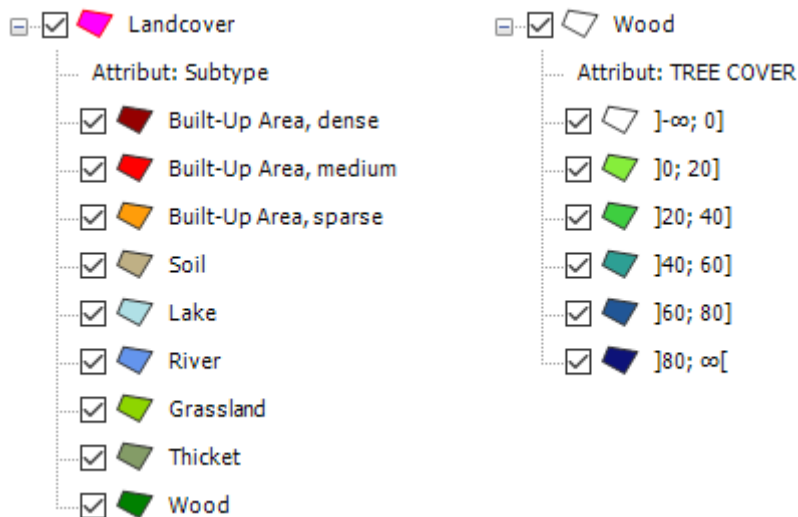 Landcover
Attribut: Subtype
Built-Up Area, dense
Built-Up Area, medium
Built-Up Area, sparse
Soil
Lake
River
Grassland
Thicket
Wood
Wood
Attribut: TREE COVER
]-∞; 0]
]0; 20]
]20; 40]
]40; 60]
]60; 80]
]80; ∞[